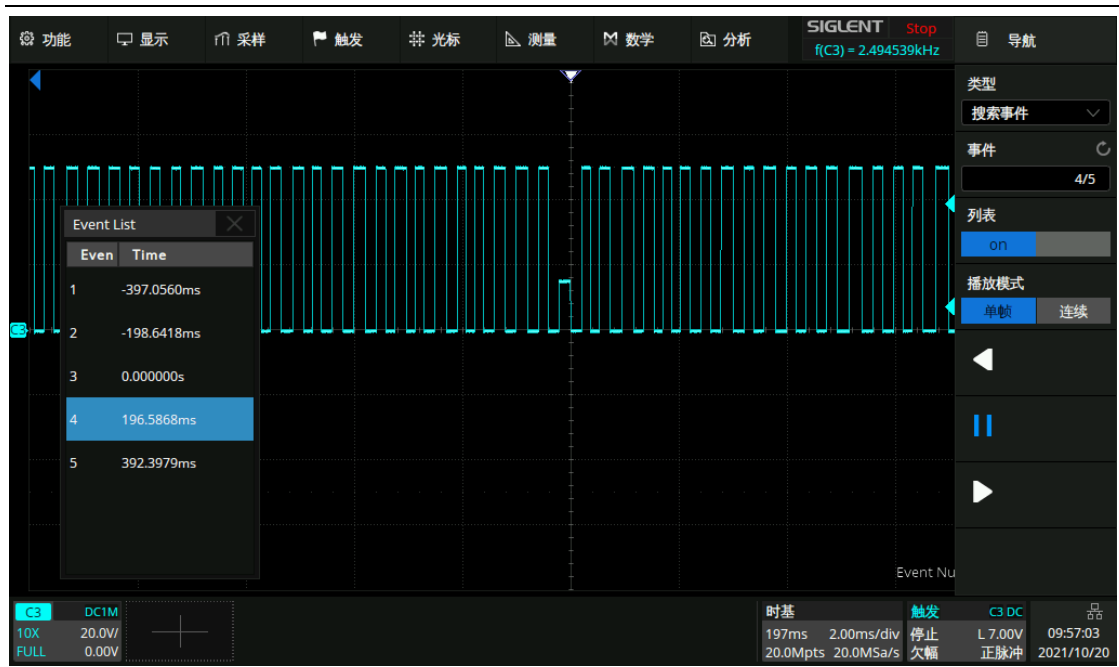 功能 显示 采样 触发 光标 测量 数学 分析 SIGLENT Stop
f(C3) = 2.494539kHz
导航
类型
搜索事件
事件
4/5
列表
on
播放模式
单帧 连续
Event List
Even Time
1 -397.0560ms
2 -198.6418ms
3 0.000000s
4 196.5868ms
5 392.3979ms
C3
Event Nu
C3 DC1M
10X 20.0V/
FULL 0.00V
时基
197ms 2.00ms/div
20.0Mpts 20.0MSa/s
触发 C3 DC
停止 L 7.00V
欠幅 正脉冲
09:57:03
2021/10/20